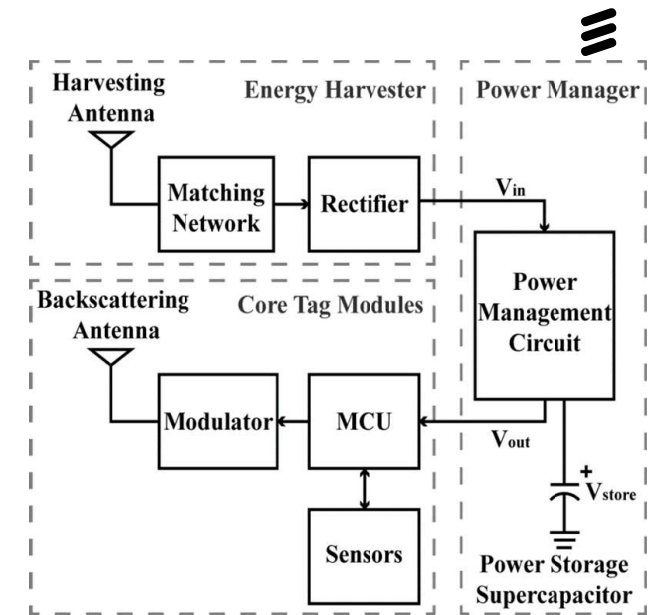 Harvesting
Antenna
Energy Harvester
Matching
Network
Rectifier
Power Manager
Vin
Power
Management
Circuit
Backscattering
Antenna
Core Tag Modules
Modulator
MCU
Vout
Sensors
+
Vstore
Power Storage
Supercapacitor